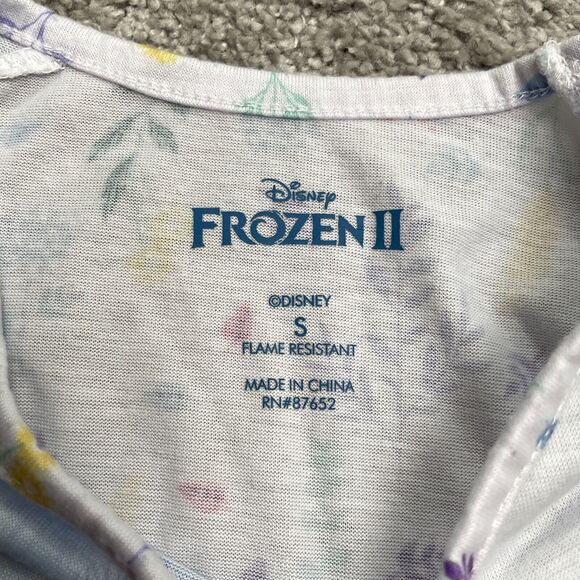 Disney
FROZEN II
©DISNEY
S
FLAME RESISTANT
MADE IN CHINA
RN#87652